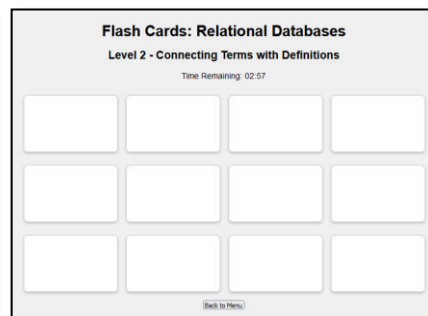 Flash Cards: Relational Databases
Level 2 - Connecting Terms with Definitions
Time Remaining: 02:57
Back to Menu